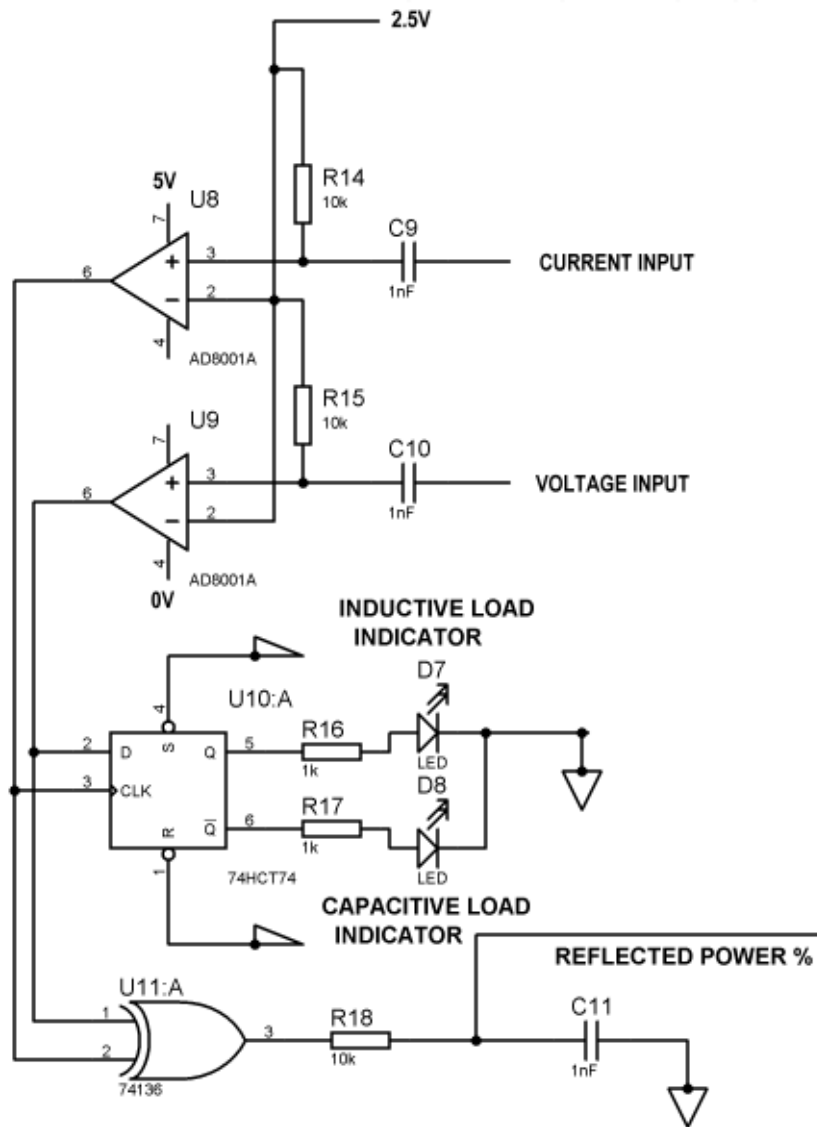 2.5V
5V
U8
R14
10k
C9
1nF
CURRENT INPUT
7
3
+
6
2
−
4
AD8001A
U9
R15
10k
C10
1nF
VOLTAGE INPUT
7
3
+
6
2
−
4
AD8001A
0V
INDUCTIVE LOAD
INDICATOR
D7
U10:A
4
S
R16
1k
LED
2
D
Q
5
3
CLK
D8
R17
1k
LED
R
Q
6
1
74HCT74
CAPACITIVE LOAD
INDICATOR
REFLECTED POWER %
U11:A
1
2
3
74136
R18
10k
C11
1nF